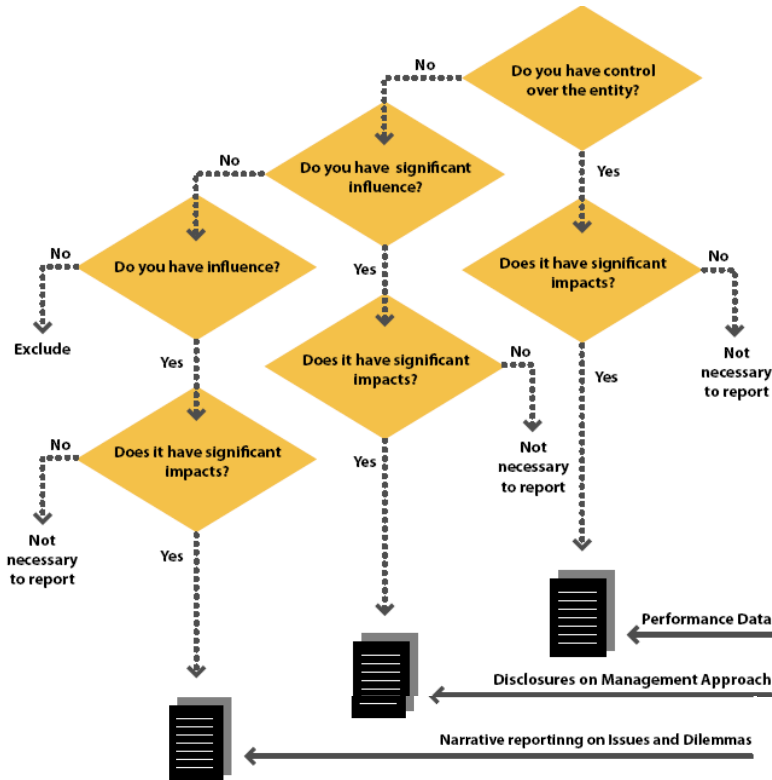 No
Do you have control
over the entity?
No
Do you have significant
influence?
Yes
No
Do you have influence?
Yes
Does it have significant
impacts?
No
Exclude
Yes
Does it have significant
impacts?
No
Yes
Not
necessary
to report
No
Does it have significant
impacts?
Yes
Not
necessary
to report
Not
necessary
to report
Yes
Performance Data
Disclosures on Management Approach
Narrative reportinng on Issues and Dilemmas